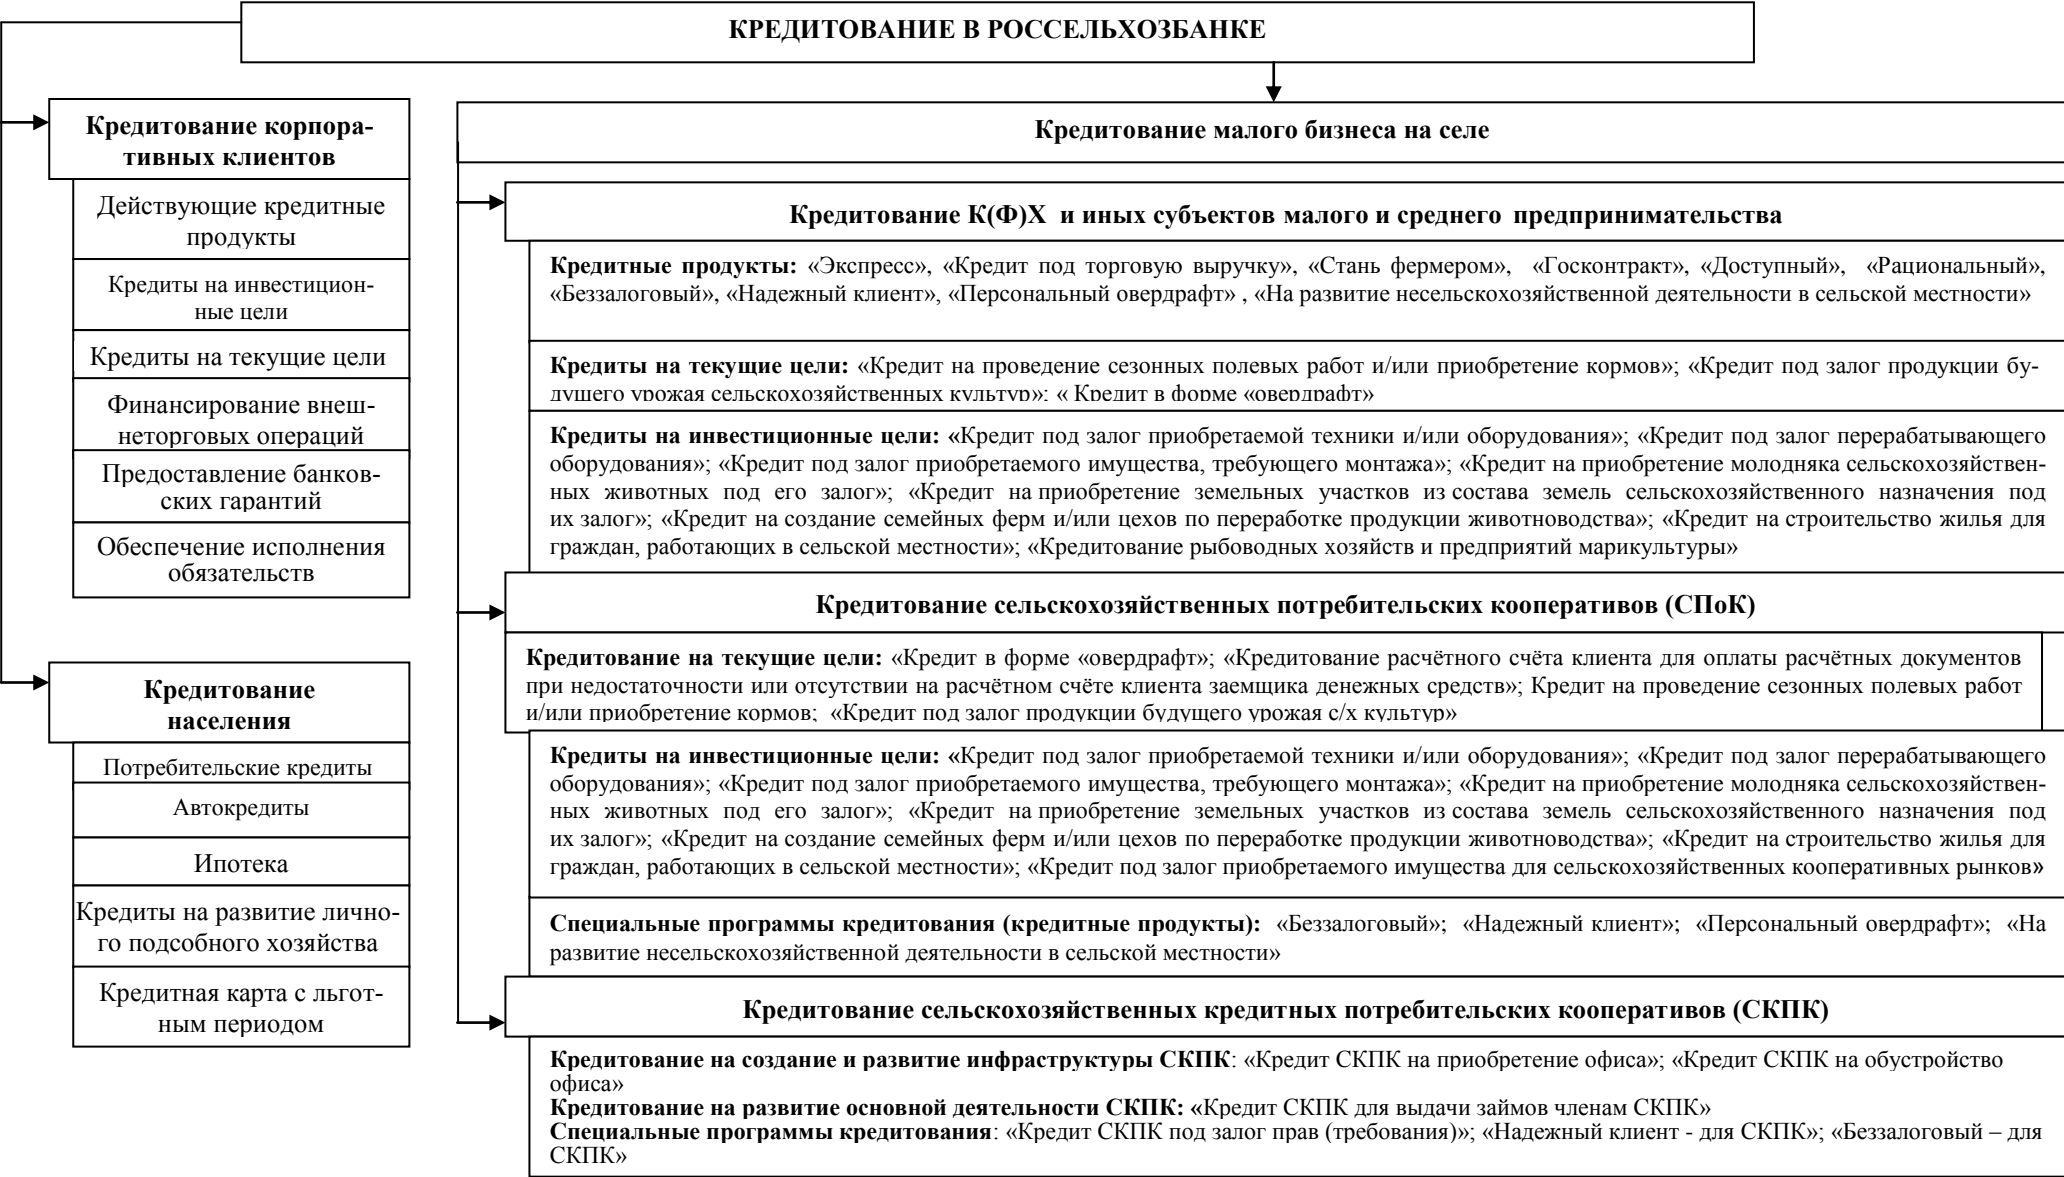 КРЕДИТОВАНИЕ В РОССЕЛЬХОЗБАНКЕ
Кредитование корпора-
тивных клиентов
Действующие кредитные
продукты
Кредиты на инвестицион-
ные цели
Кредиты на текущие цели
Финансирование внеш-
неторговых операций
Предоставление банков-
ских гарантий
Обеспечение исполнения
обязательств
Кредитование
населения
Потребительские кредиты
Автокредиты
Ипотека
Кредиты на развитие лично-
го подсобного хозяйства
Кредитная карта с льгот-
ным периодом
Кредитование малого бизнеса на селе
Кредитование К(Ф)Х и иных субъектов малого и среднего предпринимательства
Кредитные продукты: «Экспресс», «Кредит под торговую выручку», «Стань фермером», «Госконтракт», «Доступный», «Рациональный»,
«Беззалоговый», «Надежный клиент», «Персональный овердрафт» , «На развитие несельскохозяйственной деятельности в сельской местности»
Кредиты на текущие цели: «Кредит на проведение сезонных полевых работ и/или приобретение кормов»; «Кредит под залог продукции бу-
дущего урожая сельскохозяйственных культур»; « Кредит в форме «овердрафт»
Кредиты на инвестиционные цели: «Кредит под залог приобретаемой техники и/или оборудования»; «Кредит под залог перерабатывающего
оборудования»; «Кредит под залог приобретаемого имущества, требующего монтажа»; «Кредит на приобретение молодняка сельскохозяйствен-
ных животных под его залог»; «Кредит на приобретение земельных участков из состава земель сельскохозяйственного назначения под
их залог»; «Кредит на создание семейных ферм и/или цехов по переработке продукции животноводства»; «Кредит на строительство жилья для
граждан, работающих в сельской местности»; «Кредитование рыбоводных хозяйств и предприятий марикультуры»
Кредитование сельскохозяйственных потребительских кооперативов (СПоК)
Кредитование на текущие цели: «Кредит в форме «овердрафт»; «Кредитование расчётного счёта клиента для оплаты расчётных документов
при недостаточности или отсутствии на расчётном счёте клиента заемщика денежных средств»; Кредит на проведение сезонных полевых работ
и/или приобретение кормов; «Кредит под залог продукции будущего урожая с/х культур»
Кредиты на инвестиционные цели: «Кредит под залог приобретаемой техники и/или оборудования»; «Кредит под залог перерабатывающего
оборудования»; «Кредит под залог приобретаемого имущества, требующего монтажа»; «Кредит на приобретение молодняка сельскохозяйствен-
ных животных под его залог»; «Кредит на приобретение земельных участков из состава земель сельскохозяйственного назначения под
их залог»; «Кредит на создание семейных ферм и/или цехов по переработке продукции животноводства»; «Кредит на строительство жилья для
граждан, работающих в сельской местности»; «Кредит под залог приобретаемого имущества для сельскохозяйственных кооперативных рынков»
Специальные программы кредитования (кредитные продукты): «Беззалоговый»; «Надежный клиент»; «Персональный овердрафт»; «На
развитие несельскохозяйственной деятельности в сельской местности»
Кредитование сельскохозяйственных кредитных потребительских кооперативов (СКПК)
Кредитование на создание и развитие инфраструктуры СКПК: «Кредит СКПК на приобретение офиса»; «Кредит СКПК на обустройство
офиса»
Кредитование на развитие основной деятельности СКПК: «Кредит СКПК для выдачи займов членам СКПК»
Специальные программы кредитования: «Кредит СКПК под залог прав (требования)»; «Надежный клиент - для СКПК»; «Беззалоговый – для
СКПК»